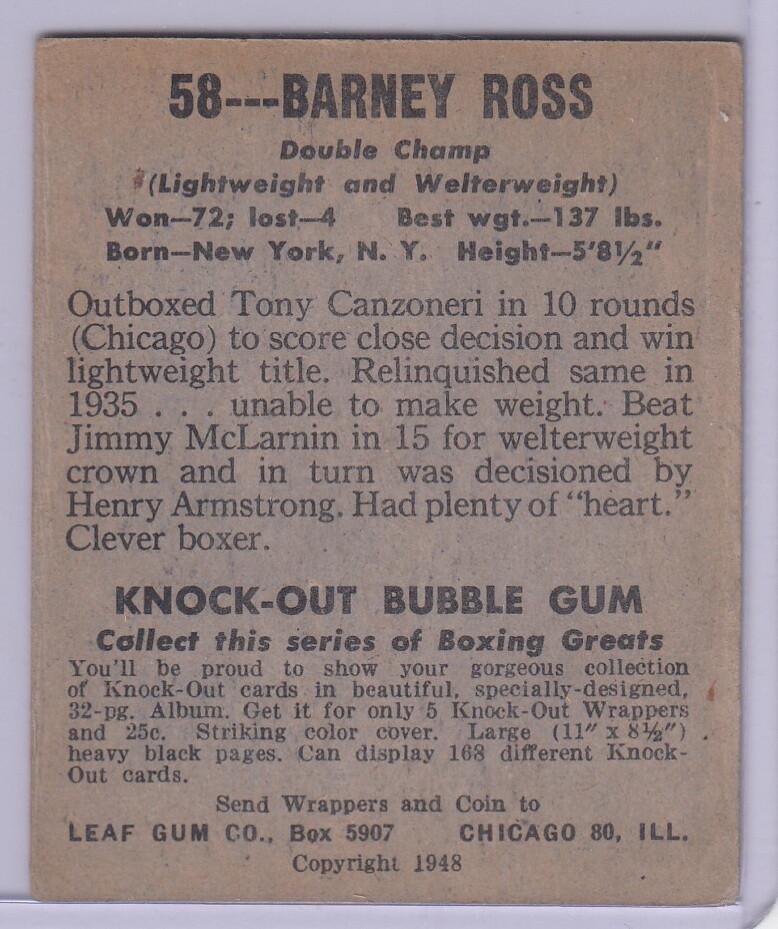 58---BARNEY ROSS
Double Champ
(Lightweight and Welterweight)
Won—72; lost—4 Best wgt.—137 lbs.
Born—New York, N. Y. Height—5'8½"
Outboxed Tony Canzoneri in 10 rounds
(Chicago) to score close decision and win
lightweight title. Relinquished same in
1935 . . . unable to make weight. Beat
Jimmy McLarnin in 15 for welterweight
crown and in turn was decisioned by
Henry Armstrong. Had plenty of "heart."
Clever boxer.
KNOCK-OUT BUBBLE GUM
Collect this series of Boxing Greats
You'll be proud to show your gorgeous collection
of Knock-Out cards in beautiful, specially-designed,
32-pg. Album. Get it for only 5 Knock-Out Wrappers
and 25c. Striking color cover. Large (11" x 8½")
heavy black pages. Can display 168 different Knock-
Out cards.
Send Wrappers and Coin to
LEAF GUM CO., Box 5907 CHICAGO 80, ILL.
Copyright 1948